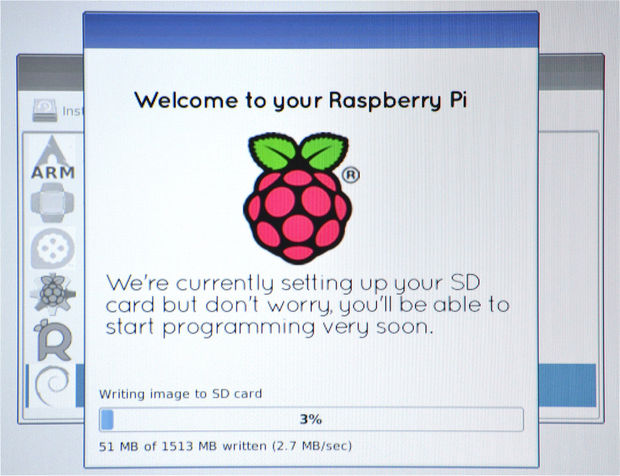 Welcome to your Raspberry Pi
Inst
ARM
®
We're currently setting up your SD
card but don't worry, you'll be able to
start programming very soon.
Writing image to SD card
3%
51 MB of 1513 MB written (2.7 MB/sec)